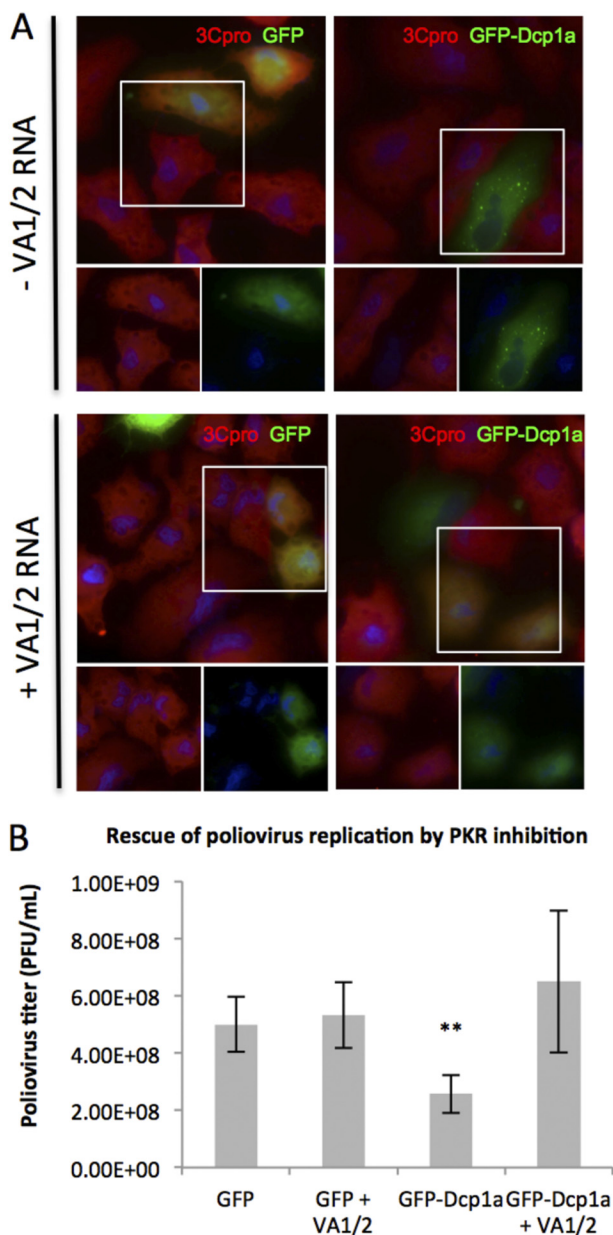 A
3Cpro GFP
3Cpro GFP-Dcp1a
- VA1/2 RNA
3Cpro GFP
3Cpro GFP-Dcp1a
+ VA1/2 RNA
B
Rescue of poliovirus replication by PKR inhibition
Poliovirus titer (PFU/mL)
1.00E+09
8.00E+08
6.00E+08
4.00E+08
2.00E+08
0.00E+00
**
GFP
GFP +
VA1/2
GFP-Dcp1a
GFP-Dcp1a
+ VA1/2